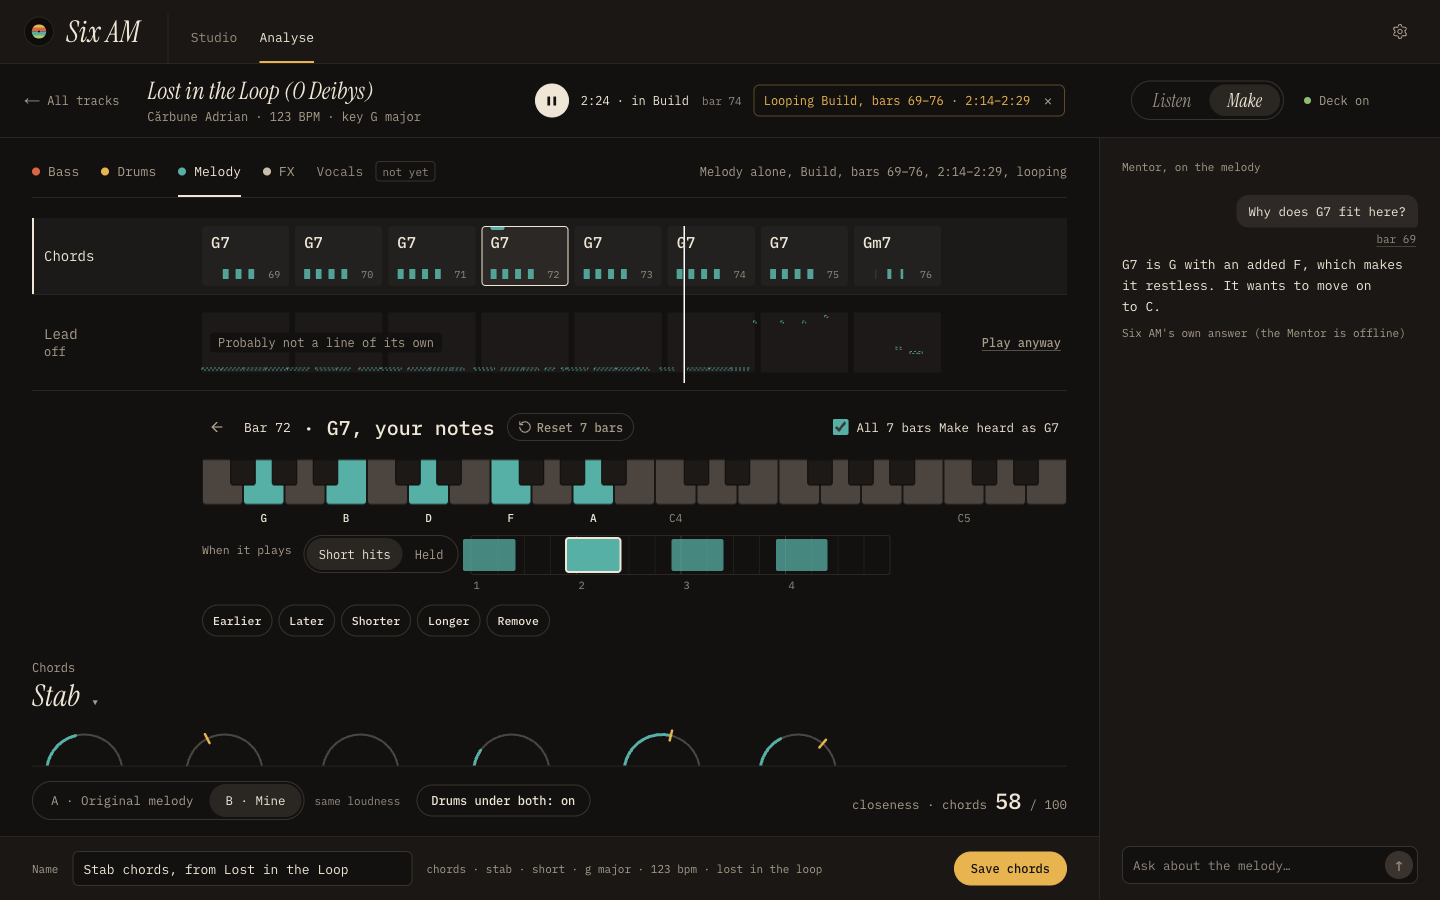 Six AM
Studio
Analyse
← All tracks
Lost in the Loop (O Deibys)
Cărbune Adrian · 123 BPM · key G major
2:24 · in Build bar 74
Looping Build, bars 69–76 · 2:14–2:29 ×
Listen
Make
Deck on
Bass
Drums
Melody
FX
Vocals
not yet
Melody alone, Build, bars 69–76, 2:14–2:29, looping
Chords
G7
69
G7
70
G7
71
G7
72
G7
73
G7
74
G7
75
Gm7
76
Lead
off
Probably not a line of its own
Play anyway
← Bar 72 · G7, your notes
Reset 7 bars
All 7 bars Make heard as G7
G B D F A C4 C5
When it plays
Short hits
Held
1 2 3 4
Earlier
Later
Shorter
Longer
Remove
Chords
Stab ▾
A · Original melody
B · Mine
same loudness
Drums under both: on
closeness · chords 58 / 100
Name
Stab chords, from Lost in the Loop
chords · stab · short · g major · 123 bpm · lost in the loop
Save chords
Mentor, on the melody
Why does G7 fit here?
bar 69
G7 is G with an added F, which makes
it restless. It wants to move on
to C.
Six AM's own answer (the Mentor is offline)
Ask about the melody…
↑